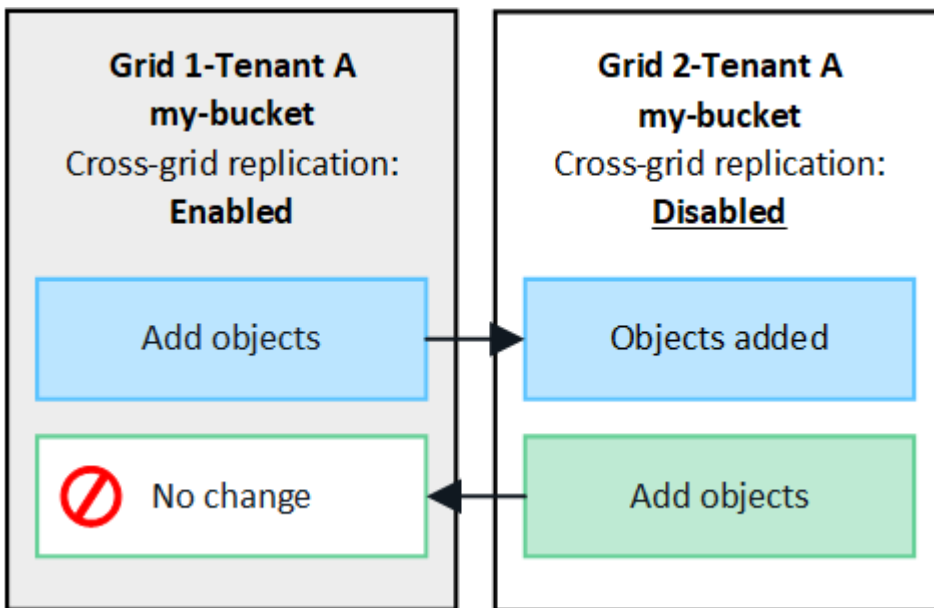 Grid 1-Tenant A
my-bucket
Cross-grid replication:
Enabled
Add objects
No change
Grid 2-Tenant A
my-bucket
Cross-grid replication:
Disabled
Objects added
Add objects